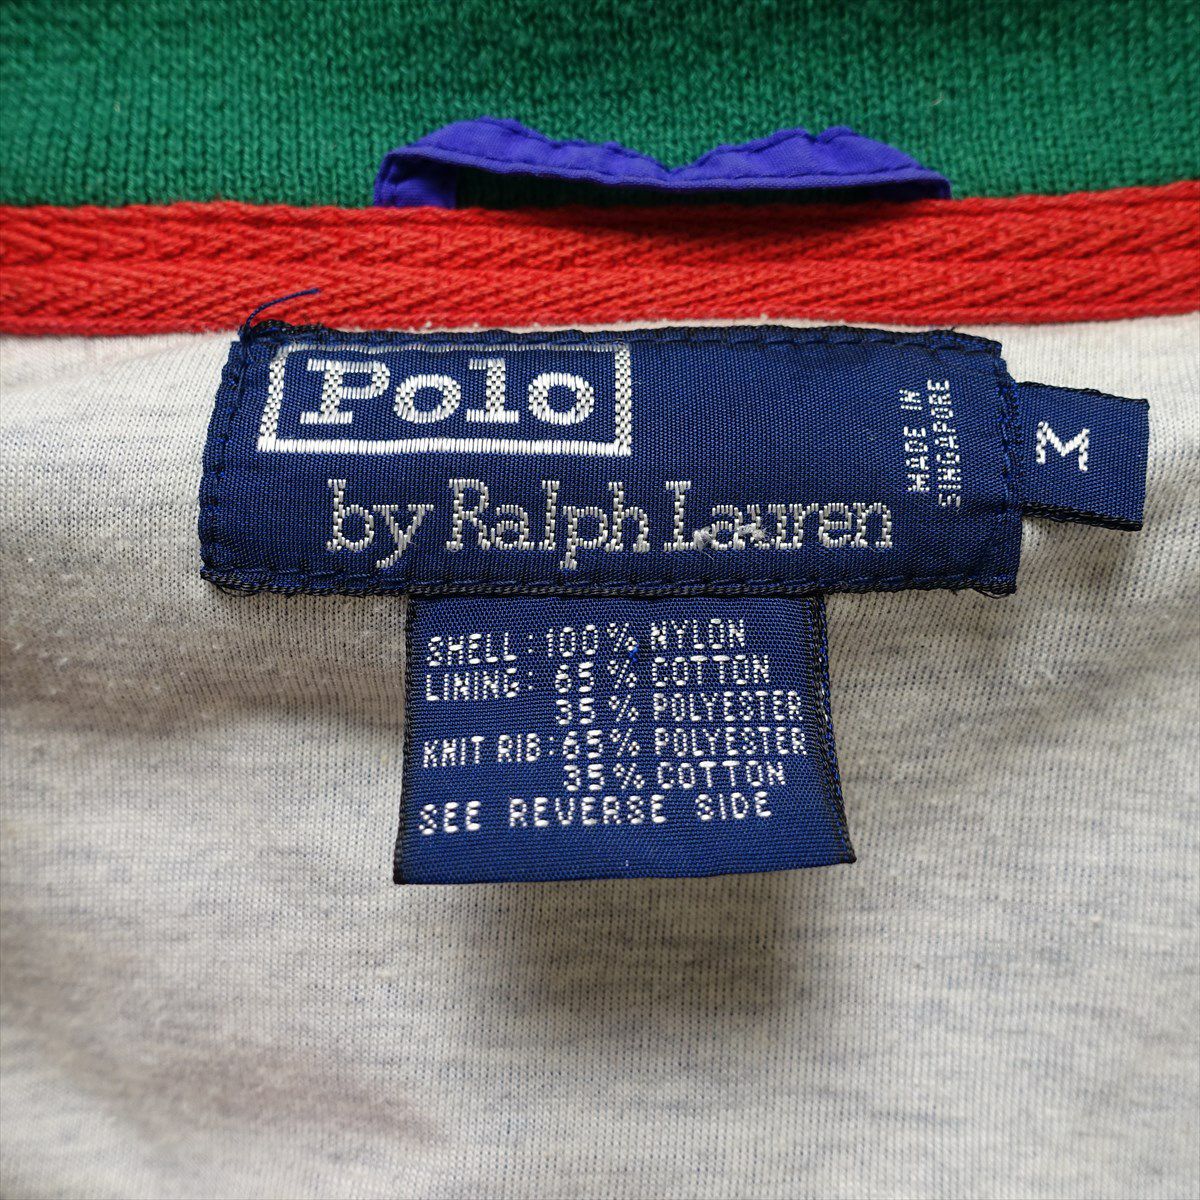 Polo
by Ralph Lauren
MADE IN
SINGAPORE
M
SHELL: 100% NYLON
LINING: 65% COTTON
35% POLYESTER
KNIT RIB: 65% POLYESTER
35% COTTON
SEE REVERSE SIDE